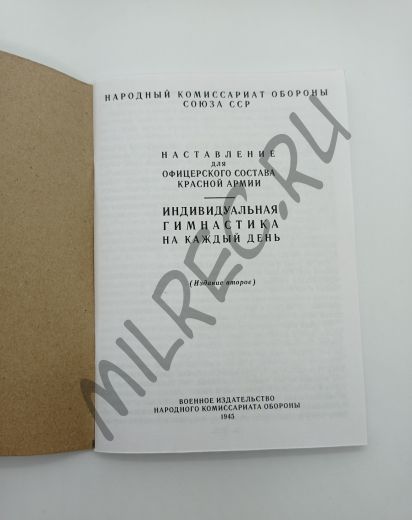 НАРОДНЫЙ КОМИССАРИАТ ОБОРОНЫ
СОЮЗА ССР
НАСТАВЛЕНИЕ
для
ОФИЦЕРСКОГО СОСТАВА
КРАСНОЙ АРМИИ
ИНДИВИДУАЛЬНАЯ
ГИМНАСТИКА
НА КАЖДЫЙ ДЕНЬ
(Издание второе)
ВОЕННОЕ ИЗДАТЕЛЬСТВО
НАРОДНОГО КОМИССАРИАТА ОБОРОНЫ
1945
MILREC.RU